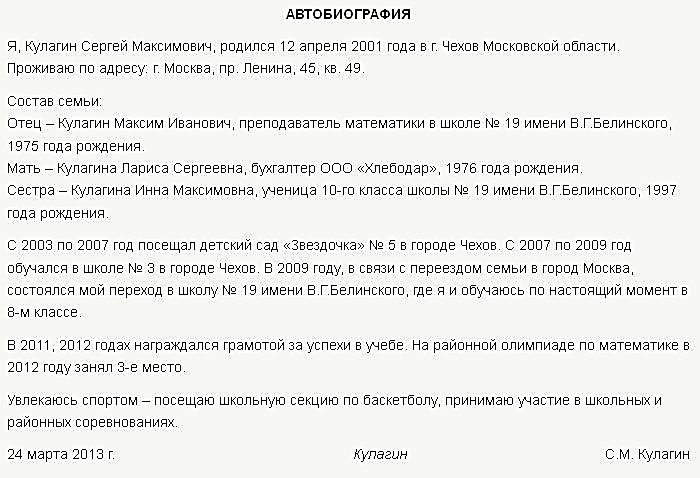 АВТОБИОГРАФИЯ
Я, Кулагин Сергей Максимович, родился 12 апреля 2001 года в г. Чехов Московской области.
Проживаю по адресу: г. Москва, пр. Ленина, 45, кв. 49.
Состав семьи:
Отец – Кулагин Максим Иванович, преподаватель математики в школе № 19 имени В.Г.Белинского,
1975 года рождения.
Мать – Кулагина Лариса Сергеевна, бухгалтер ООО «Хлебодар», 1976 года рождения.
Сестра – Кулагина Инна Максимовна, ученица 10-го класса школы № 19 имени В.Г.Белинского, 1997
года рождения.
С 2003 по 2007 год посещал детский сад «Звездочка» № 5 в городе Чехов. С 2007 по 2009 год
обучался в школе № 3 в городе Чехов. В 2009 году, в связи с переездом семьи в город Москва,
состоялся мой переход в школу № 19 имени В.Г.Белинского, где я и обучаюсь по настоящий момент в
8-м классе.
В 2011, 2012 годах награждался грамотой за успехи в учебе. На районной олимпиаде по математике в
2012 году занял 3-е место.
Увлекаюсь спортом – посещаю школьную секцию по баскетболу, принимаю участие в школьных и
районных соревнованиях.
24 марта 2013 г. Кулагин С.М. Кулагин